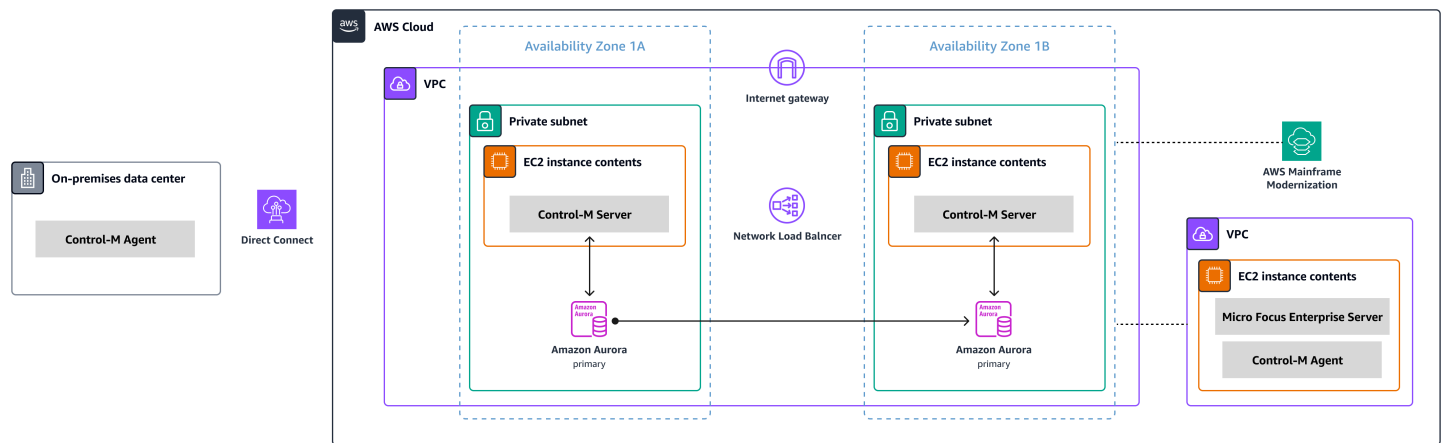 aws
AWS Cloud
Availability Zone 1A
Availability Zone 1B
VPC
Internet gateway
Private subnet
Private subnet
EC2 instance contents
EC2 instance contents
AWS Mainframe
Modernization
On-premises data center
Control-M Agent
Direct Connect
Control-M Server
Network Load Balncer
Control-M Server
VPC
EC2 instance contents
Micro Focus Enterprise Server
Control-M Agent
Amazon
Aurora
Amazon Aurora
primary
Amazon
Aurora
Amazon Aurora
primary